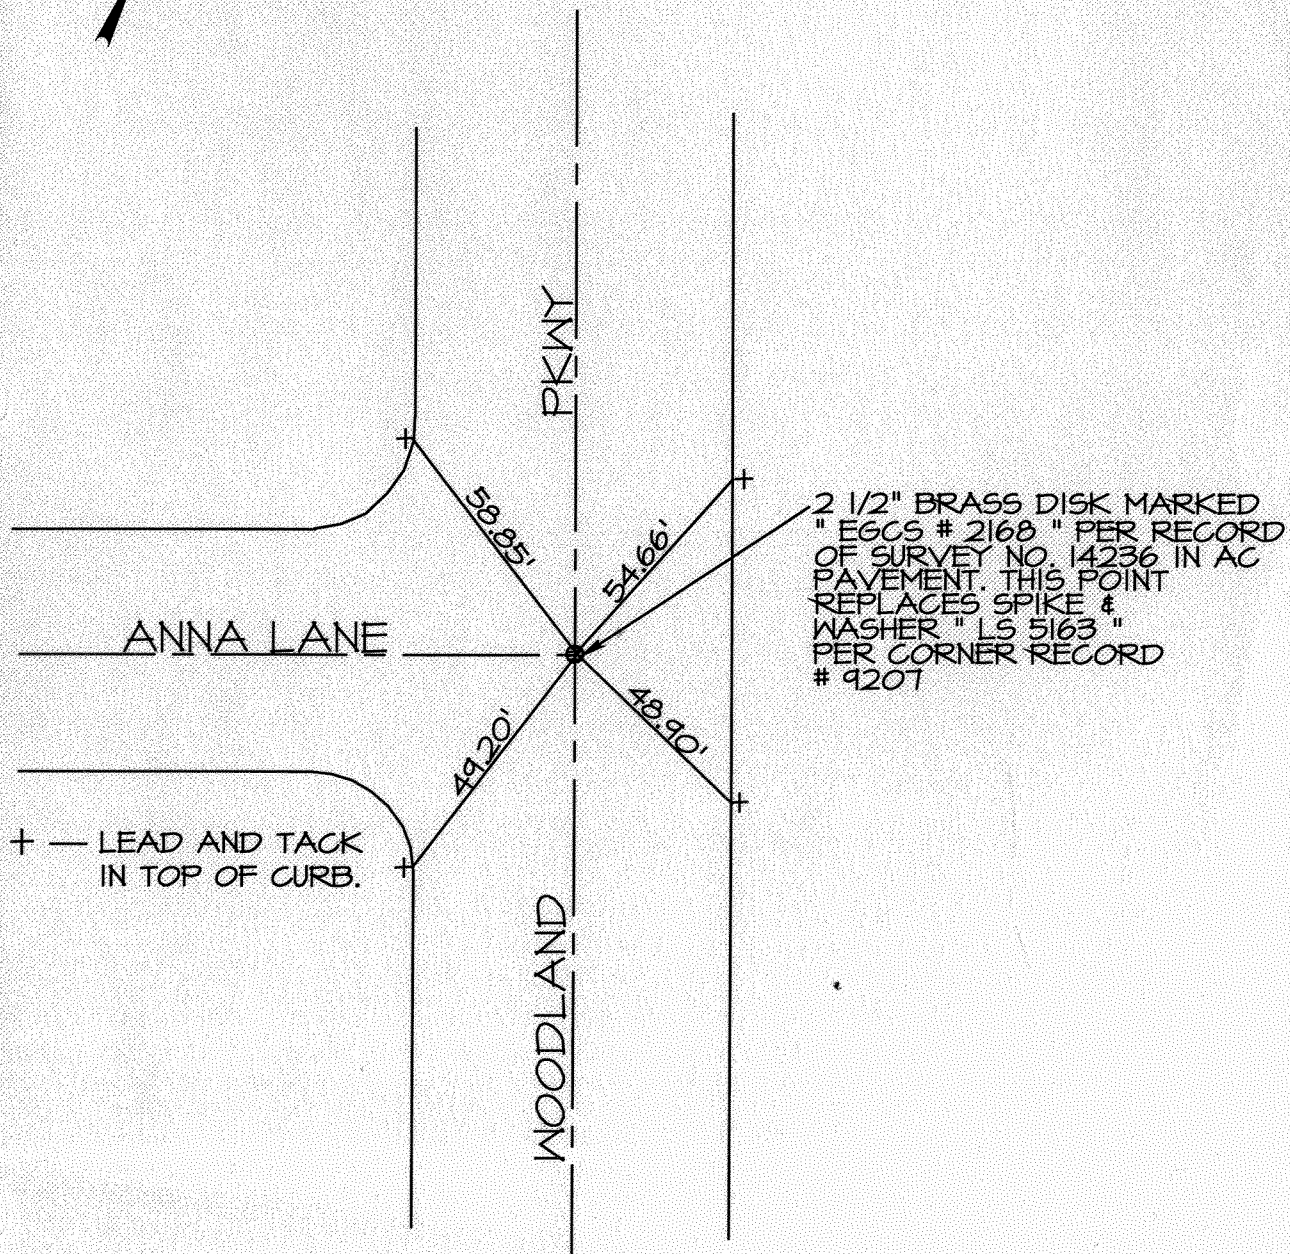 PKWY
58.85'
54.66'
2 1/2" BRASS DISK MARKED
" EGCS # 2168 " PER RECORD
OF SURVEY NO. 14236 IN AC
PAVEMENT. THIS POINT
REPLACES SPIKE &
WASHER " LS 5163 "
PER CORNER RECORD
# 9207
ANNA LANE
49.20'
48.90'
+ — LEAD AND TACK
IN TOP OF CURB.
WOODLAND